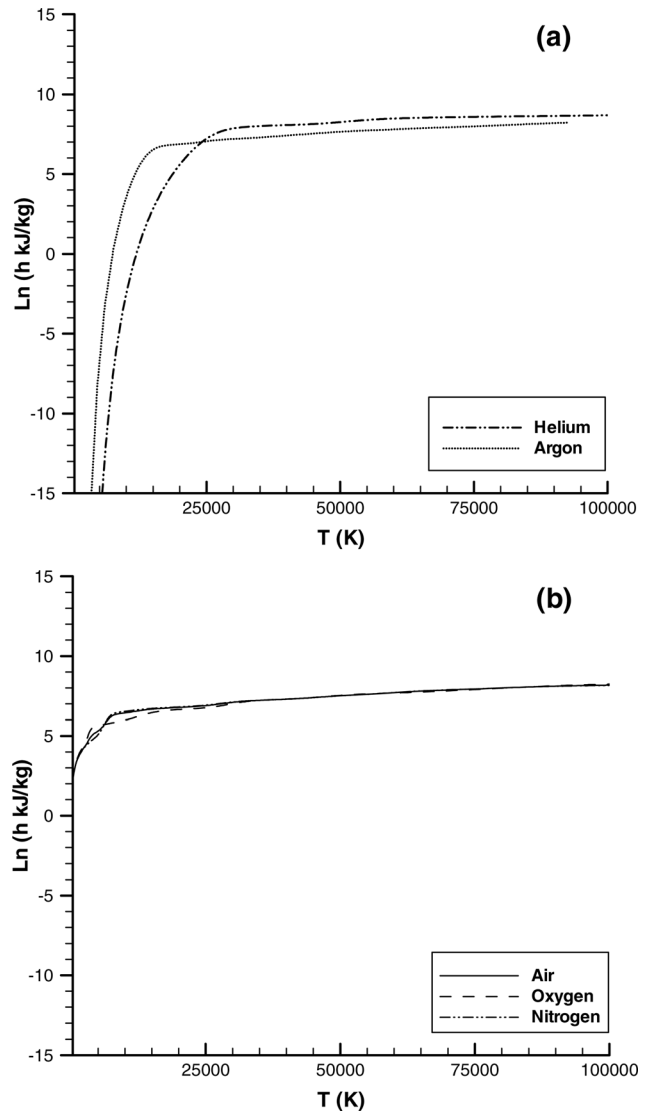 (a)
15
10
5
0
-5
-10
-15
Ln (h kJ/kg)
Helium
Argon
25000 50000 75000 100000
T (K)
(b)
15
10
5
0
-5
-10
-15
Ln (h kJ/kg)
Air
Oxygen
Nitrogen
25000 50000 75000 100000
T (K)